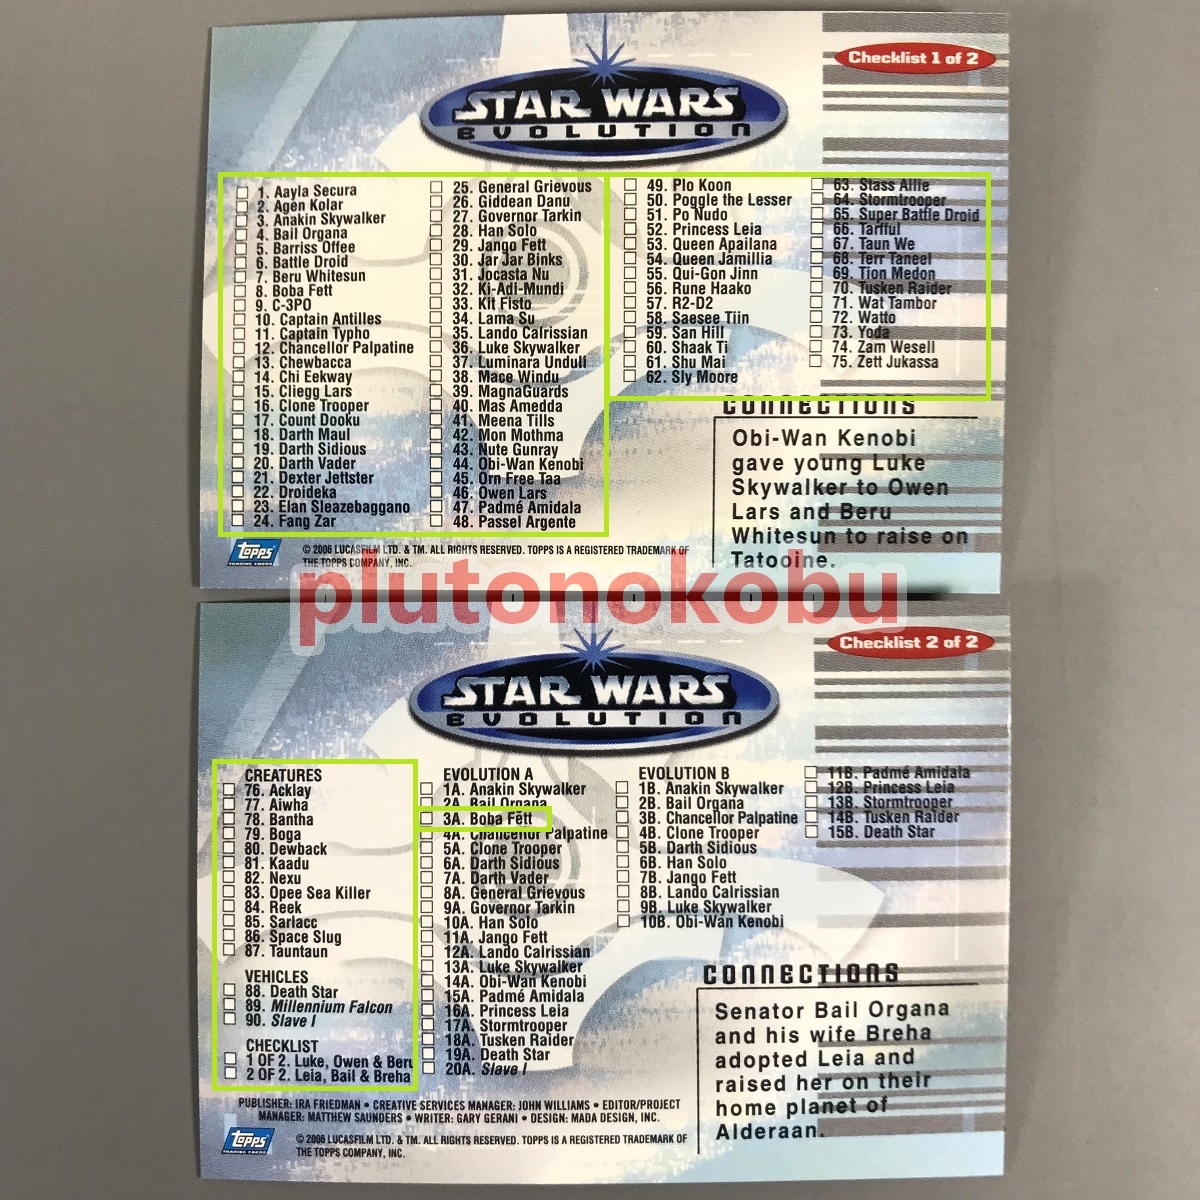 Checklist 1 of 2
STAR WARS
EVOLUTION
1. Aayla Secura
2. Agen Kolar
3. Anakin Skywalker
4. Bail Organa
5. Barriss Offee
6. Battle Droid
7. Beru Whitesun
8. Boba Fett
9. C-3PO
10. Captain Antilles
11. Captain Typho
12. Chancellor Palpatine
13. Chewbacca
14. Chi Eekway
15. Cliegg Lars
16. Clone Trooper
17. Count Dooku
18. Darth Maul
19. Darth Sidious
20. Darth Vader
21. Dexter Jettster
22. Droideka
23. Elan Sleazebaggano
24. Fang Zar
25. General Grievous
26. Giddean Danu
27. Governor Tarkin
28. Han Solo
29. Jango Fett
30. Jar Jar Binks
31. Jocasta Nu
32. Ki-Adi-Mundi
33. Kit Fisto
34. Lama Su
35. Lando Calrissian
36. Luke Skywalker
37. Luminara Unduli
38. Mace Windu
39. MagnaGuards
40. Mas Amedda
41. Meena Tills
42. Mon Mothma
43. Nute Gunray
44. Obi-Wan Kenobi
45. Orn Free Taa
46. Owen Lars
47. Padmé Amidala
48. Passel Argente
49. Plo Koon
50. Poggle the Lesser
51. Po Nudo
52. Princess Leia
53. Queen Apailana
54. Queen Jamillia
55. Qui-Gon Jinn
56. Rune Haako
57. R2-D2
58. Saesee Tiin
59. San Hill
60. Shaak Ti
61. Shu Mai
62. Sly Moore
63. Stass Allie
64. Stormtrooper
65. Super Battle Droid
66. Tarfful
67. Taun We
68. Terr Taneel
69. Tion Medon
70. Tusken Raider
71. Wat Tambor
72. Watto
73. Yoda
74. Zam Wesell
75. Zett Jukassa
CONNECTIONS
Obi-Wan Kenobi
gave young Luke
Skywalker to Owen
Lars and Beru
Whitesun to raise on
Tatooine.
Topps
TRADING CARDS
© 2006 LUCASFILM LTD. & TM. ALL RIGHTS RESERVED. TOPPS IS A REGISTERED TRADEMARK OF
THE TOPPS COMPANY, INC.
plutonokobu
Checklist 2 of 2
STAR WARS
EVOLUTION
CREATURES
76. Acklay
77. Aiwha
78. Bantha
79. Boga
80. Dewback
81. Kaadu
82. Nexu
83. Opee Sea Killer
84. Reek
85. Sarlacc
86. Space Slug
87. Tauntaun
VEHICLES
88. Death Star
89. Millennium Falcon
90. Slave I
CHECKLIST
1 OF 2. Luke, Owen & Beru
2 OF 2. Leia, Bail & Breha
EVOLUTION A
1A. Anakin Skywalker
2A. Bail Organa
3A. Boba Fett
4A. Chancellor Palpatine
5A. Clone Trooper
6A. Darth Sidious
7A. Darth Vader
8A. General Grievous
9A. Governor Tarkin
10A. Han Solo
11A. Jango Fett
12A. Lando Calrissian
13A. Luke Skywalker
14A. Obi-Wan Kenobi
15A. Padmé Amidala
16A. Princess Leia
17A. Stormtrooper
18A. Tusken Raider
19A. Death Star
20A. Slave I
EVOLUTION B
1B. Anakin Skywalker
2B. Bail Organa
3B. Chancellor Palpatine
4B. Clone Trooper
5B. Darth Sidious
6B. Han Solo
7B. Jango Fett
8B. Lando Calrissian
9B. Luke Skywalker
10B. Obi-Wan Kenobi
11B. Padmé Amidala
12B. Princess Leia
13B. Stormtrooper
14B. Tusken Raider
15B. Death Star
CONNECTIONS
Senator Bail Organa
and his wife Breha
adopted Leia and
raised her on their
home planet of
Alderaan.
PUBLISHER: IRA FRIEDMAN • CREATIVE SERVICES MANAGER: JOHN WILLIAMS • EDITOR/PROJECT
MANAGER: MATTHEW SAUNDERS • WRITER: GARY GERANI • DESIGN: MADA DESIGN, INC.
Topps
TRADING CARDS
© 2006 LUCASFILM LTD. & TM. ALL RIGHTS RESERVED. TOPPS IS A REGISTERED TRADEMARK OF
THE TOPPS COMPANY, INC.